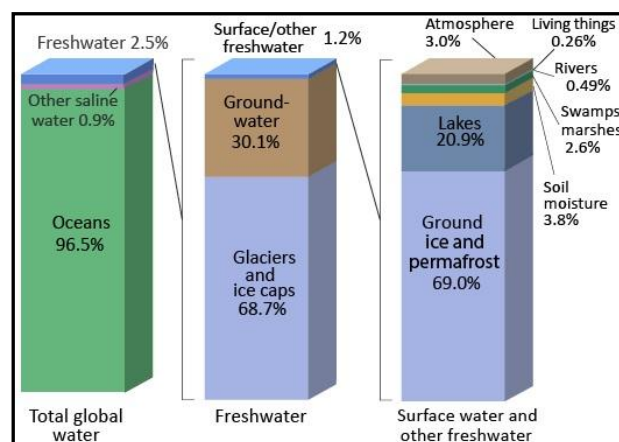 Freshwater 2.5%
Other saline
water 0.9%
Oceans
96.5%
Total global
water
Surface/other
freshwater
1.2%
Ground-
water
30.1%
Glaciers and
ice caps
68.7%
Freshwater
Atmosphere
3.0%
Living things
0.26%
Rivers
0.49%
Swamps
marshes
2.6%
Soil
moisture
3.8%
Lakes
20.9%
Ground
ice and
permafrost
69.0%
Surface water and
other freshwater